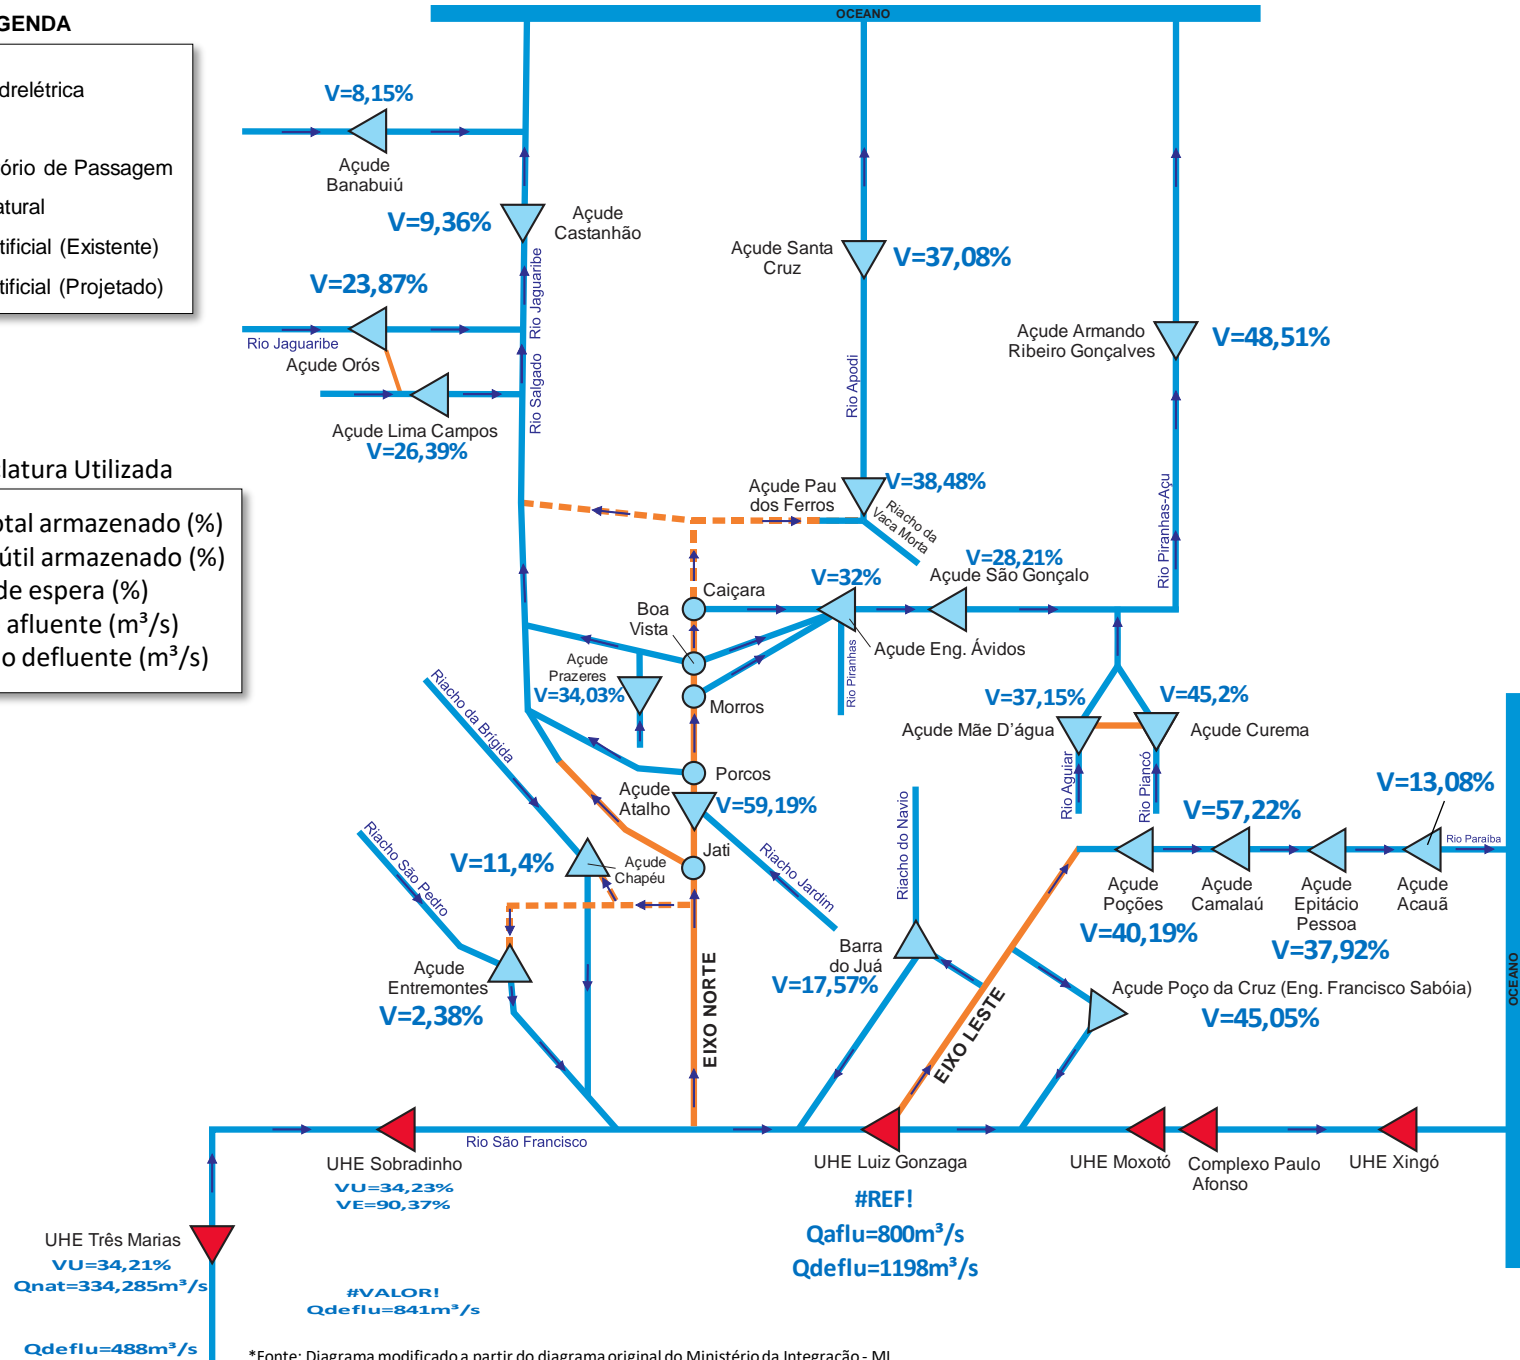 OCEANO
GENDA
drelétrica
ório de Passagem
atural
tificial (Existente)
tificial (Projetado)
V=8,15%
Açude
Banabuiú
V=9,36%
Açude
Castanhão
V=23,87%
Rio Jaguaribe
Rio Jaguaribe
Açude Orós
Rio Salgado
Açude Lima Campos
V=26,39%
Açude Santa
Cruz
V=37,08%
Rio Apodi
Açude Armando
Ribeiro Gonçalves
V=48,51%
Rio Piranhas-Açu
latura Utilizada
otal armazenado (%)
útil armazenado (%)
de espera (%)
afluente (m³/s)
o defluente (m³/s)
Açude Pau
dos Ferros
V=38,48%
Riacho da
Vaca Morta
V=28,21%
Açude São Gonçalo
V=32%
Caiçara
Boa
Vista
Açude Eng. Ávidos
Rio Piranhas
Açude
Prazeres
V=34,03%
Morros
Riacho da Brígida
Porcos
Açude
Atalho
V=59,19%
Jati
Riacho Jardim
V=37,15%
Açude Mãe D'água
V=45,2%
Açude Curema
Rio Aguiar
Rio Piancó
V=13,08%
V=57,22%
Rio Paraíba
Açude
Poções
V=40,19%
Açude
Camalaú
Açude
Epitácio
Pessoa
V=37,92%
Açude
Acauã
Riacho São Pedro
V=11,4%
Açude
Chapéu
Riacho do Navio
Açude
Entremontes
V=2,38%
EIXO NORTE
Barra
do Juá
V=17,57%
EIXO LESTE
Açude Poço da Cruz (Eng. Francisco Sabóia)
V=45,05%
OCEANO
Rio São Francisco
UHE Sobradinho
VU=34,23%
VE=90,37%
UHE Luiz Gonzaga
#REF!
Qaflu=800m³/s
Qdeflu=1198m³/s
UHE Moxotó
Complexo Paulo
Afonso
UHE Xingó
UHE Três Marias
VU=34,21%
Qnat=334,285m³/s
#VALOR!
Qdeflu=841m³/s
Qdeflu=488m³/s
*Fonte: Diagrama modificado a partir do diagrama original do Ministério da Integração - MI